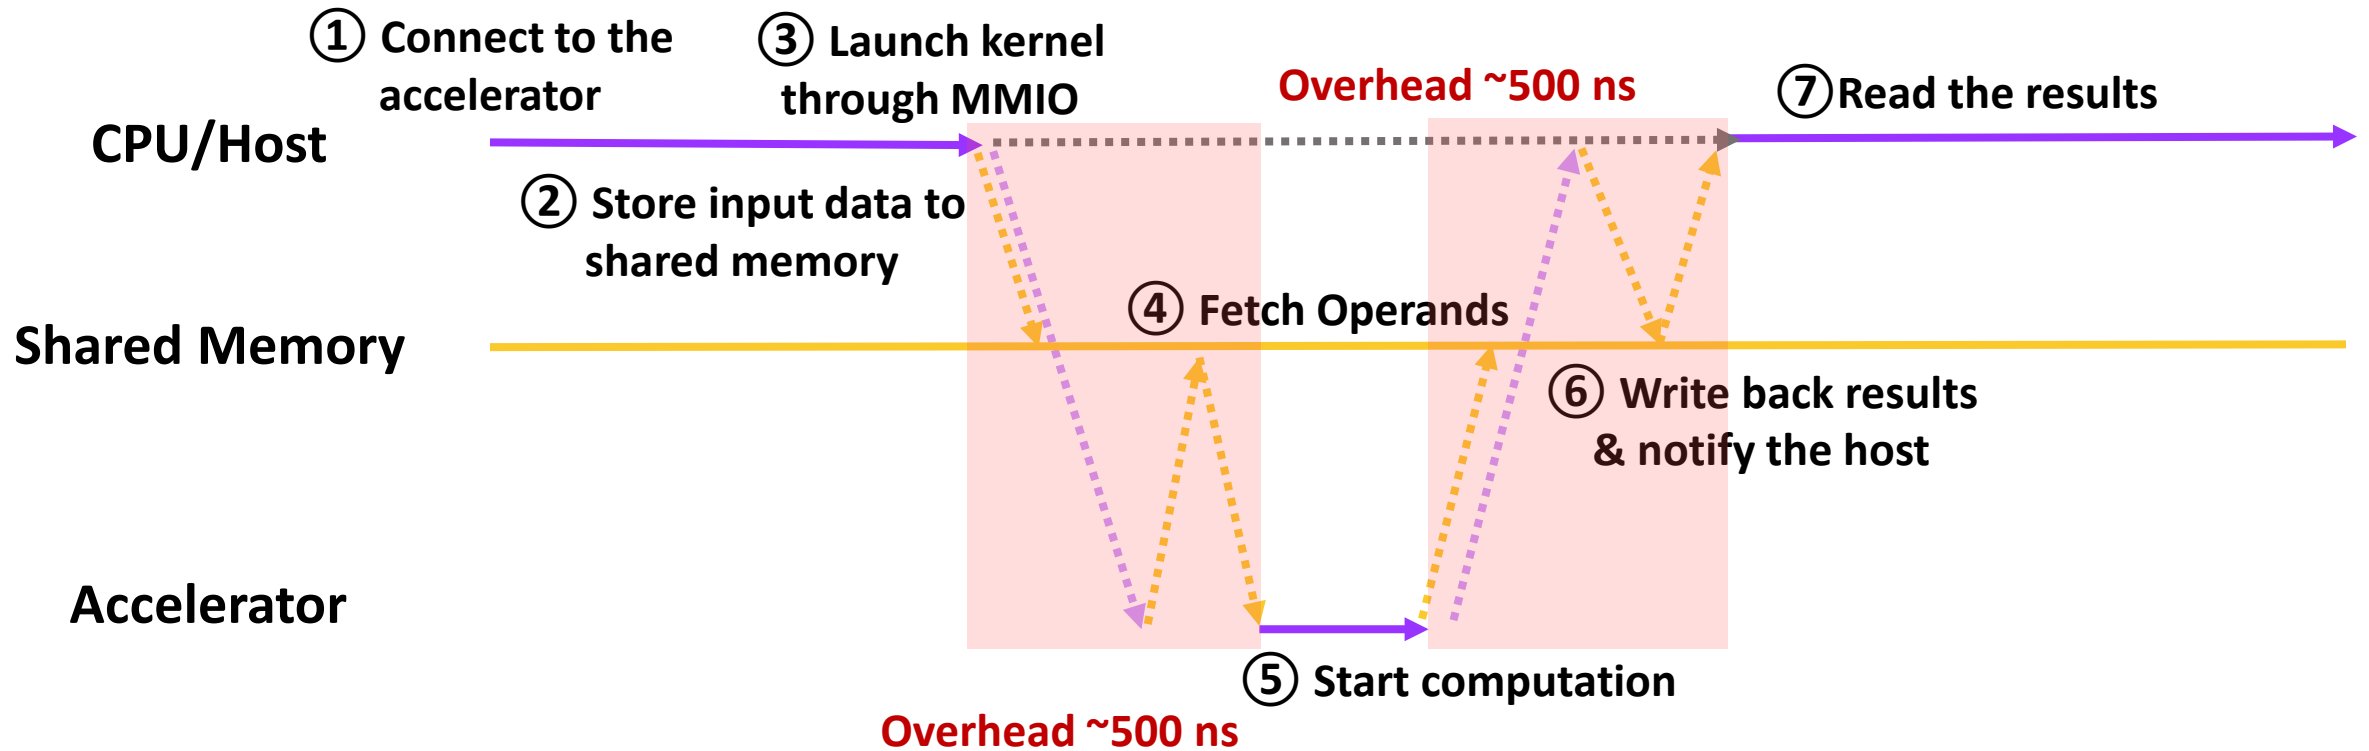 ① Connect to the
accelerator
③ Launch kernel
through MMIO
Overhead ~500 ns
⑦Read the results
CPU/Host
② Store input data to
shared memory
④ Fetch Operands
Shared Memory
⑥ Write back results
& notify the host
Accelerator
⑤ Start computation
Overhead ~500 ns